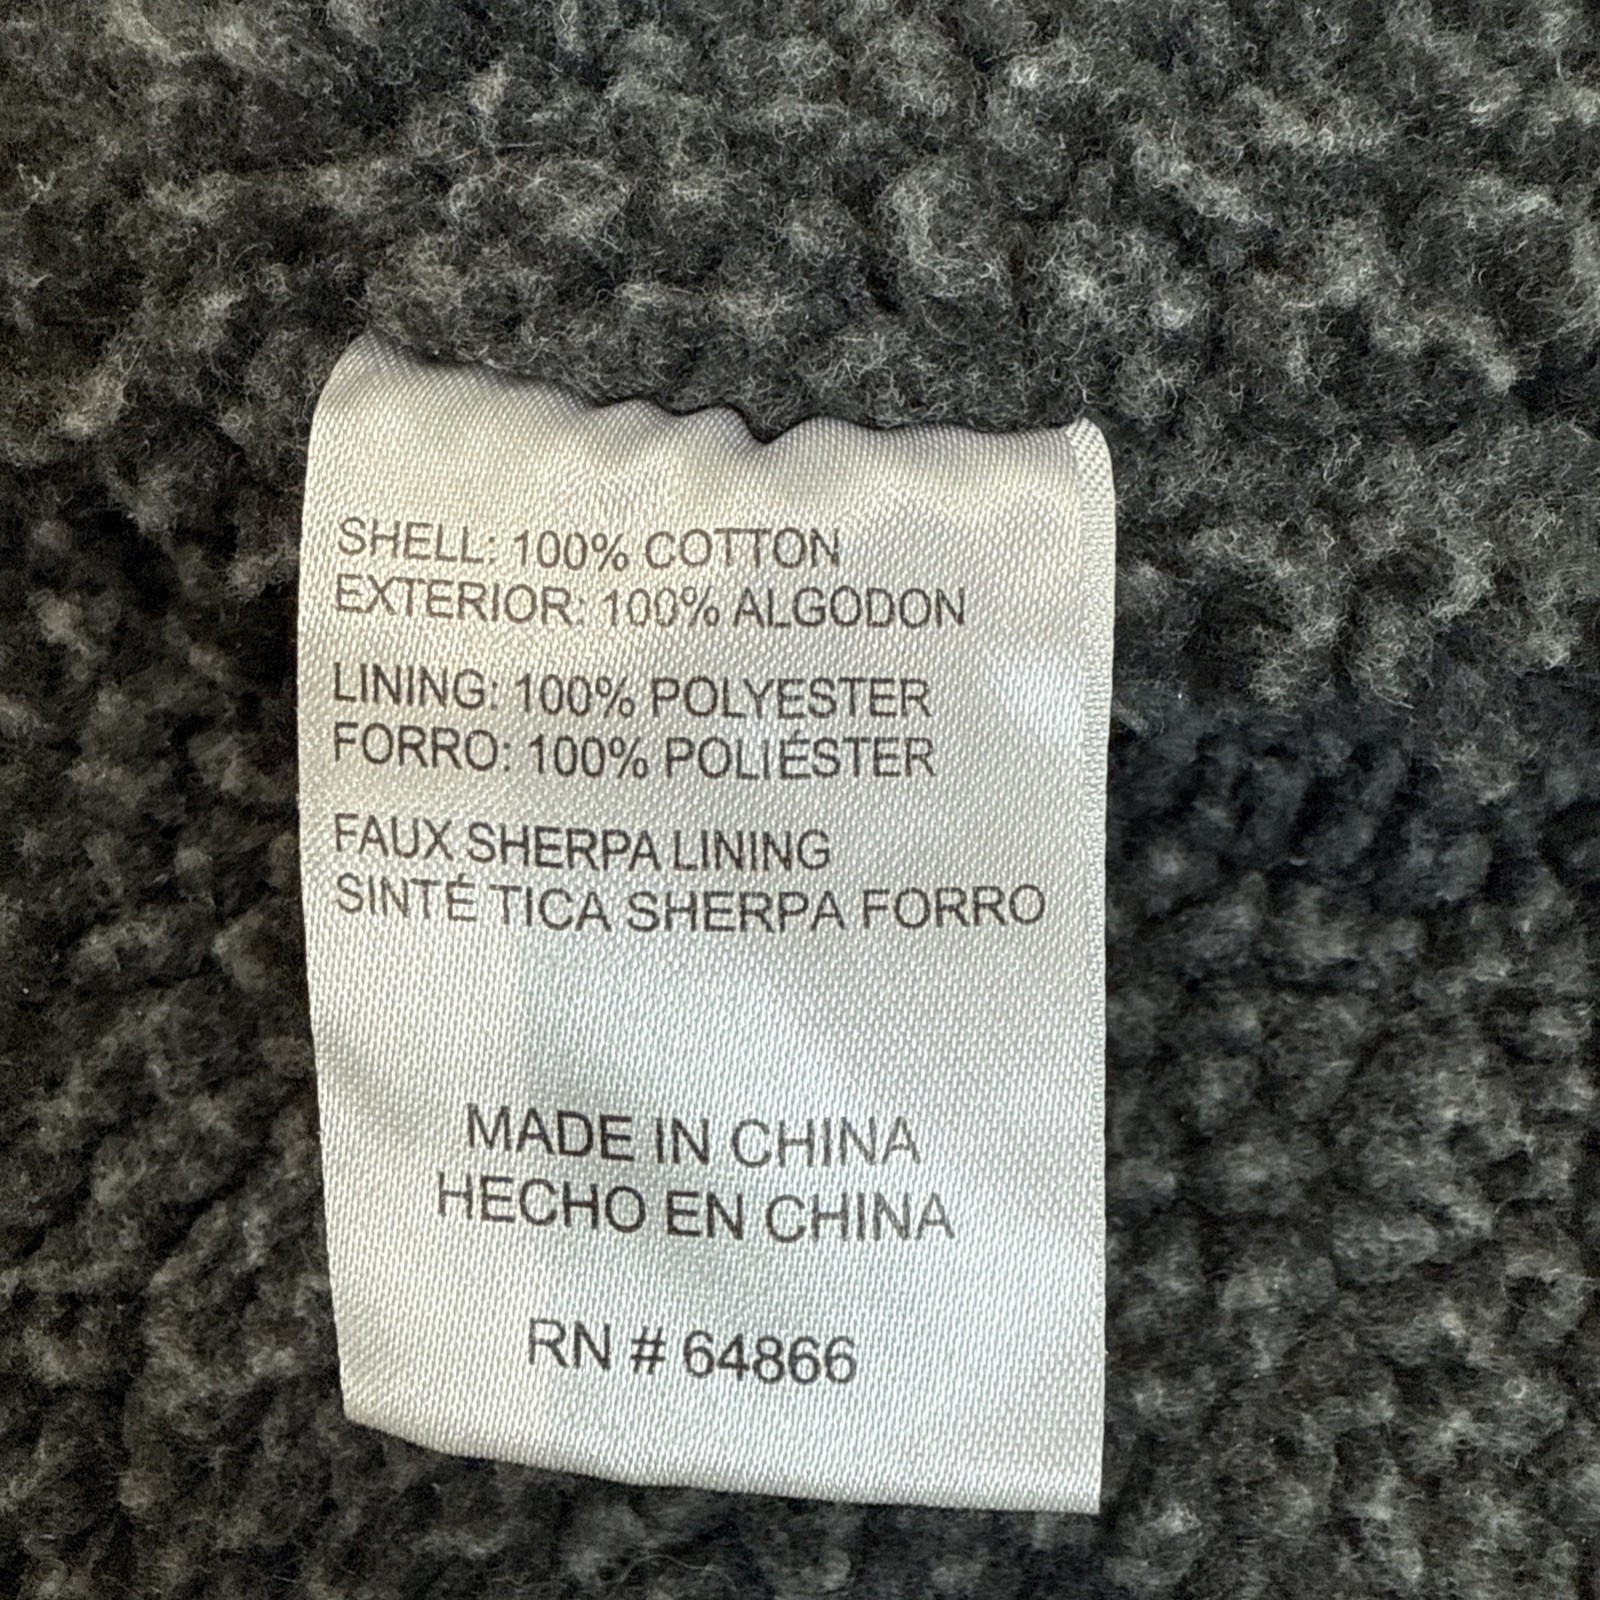 SHELL: 100% COTTON
EXTERIOR: 100% ALGODON
LINING: 100% POLYESTER
FORRO: 100% POLIÉSTER
FAUX SHERPA LINING
SINTÉ TICA SHERPA FORRO
MADE IN CHINA
HECHO EN CHINA
RN # 64866